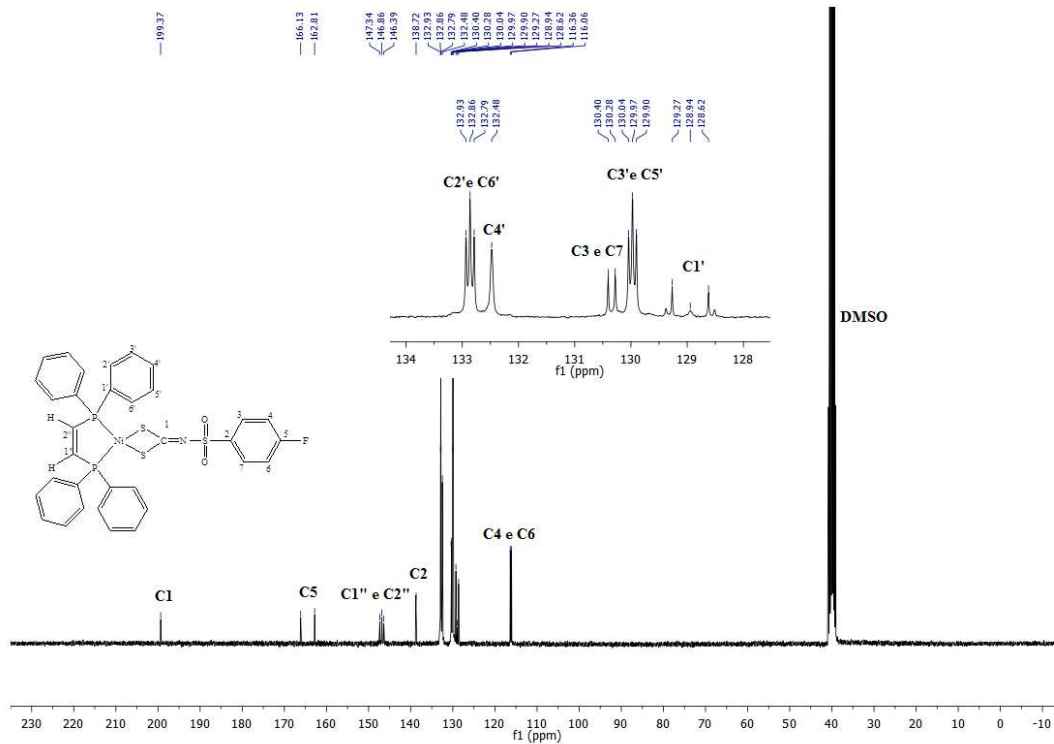 199.37
166.13
162.81
147.34
146.86
146.39
138.72
132.93
132.86
132.79
132.48
130.40
130.28
130.04
129.97
129.90
129.27
128.94
128.62
116.36
116.06
132.93
132.86
132.79
132.48
130.40
130.28
130.04
129.97
129.90
129.27
128.94
128.62
C2'e C6'
C4'
C3 e C7
C3'e C5'
C1'
134 133 132 131 130 129 128
f1 (ppm)
DMSO
3'
2' 4'
1' 5'
6'
H P
2" S 1 O 3 4
Ni C N S 2 5 F
1" S O 7 6
H P
C1
C5
C1" e C2"
C2
C4 e C6
230 220 210 200 190 180 170 160 150 140 130 120 110 100 90 80 70 60 50 40 30 20 10 0 -10
f1 (ppm)